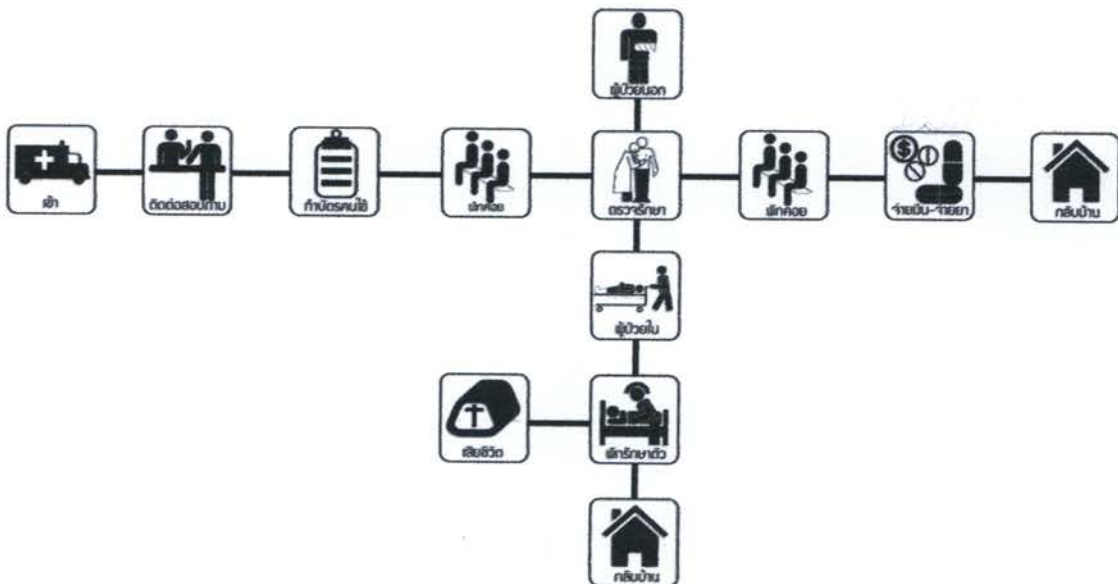 ผู้ป่วยนอก
เข้า
ติดต่อสอบถาม
ทำบัตรคนไข้
พักคอย
ตรวจรักษา
พักคอย
จ่ายเงิน-จ่ายยา
กลับบ้าน
ผู้ป่วยใน
เสียชีวิต
พักรักษาตัว
กลับบ้าน